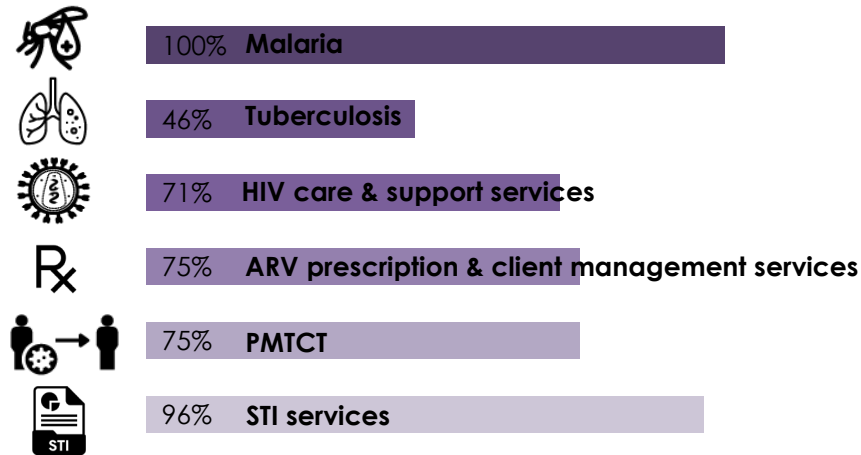 100% Malaria
46% Tuberculosis
71% HIV care & support services
Rx
75% ARV prescription & client management services
75% PMTCT
96% STI services
STI